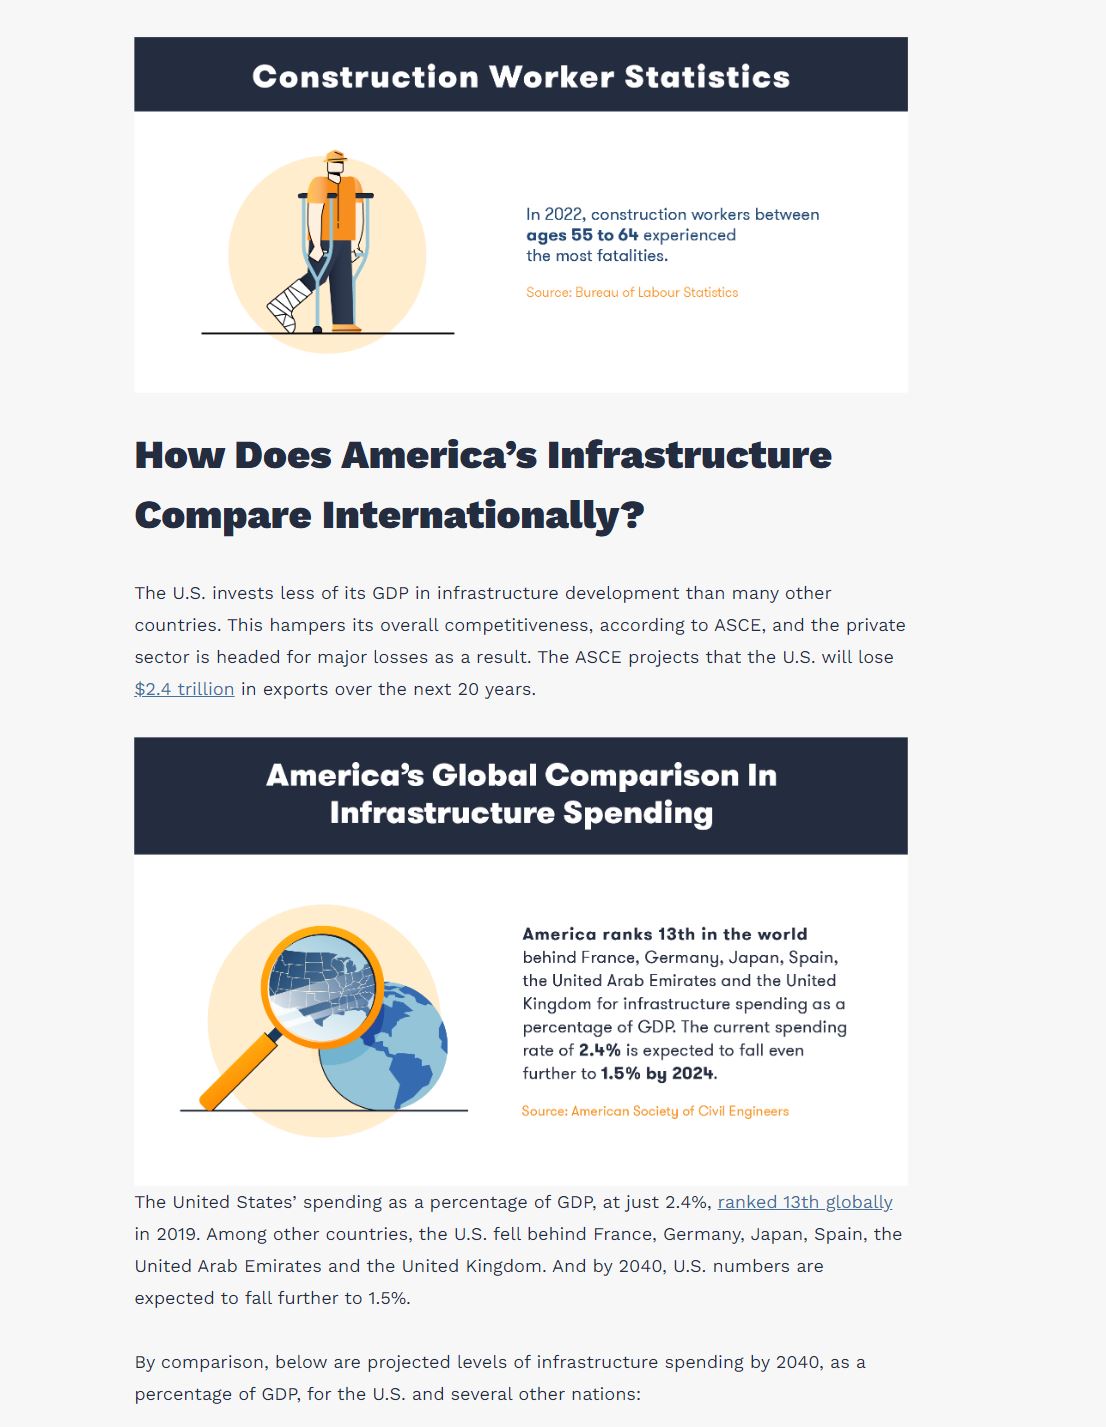 Construction Worker Statistics
In 2022, construction workers between
ages 55 to 64 experienced
the most fatalities.
Source: Bureau of Labour Statistics
How Does America’s Infrastructure
Compare Internationally?
The U.S. invests less of its GDP in infrastructure development than many other
countries. This hampers its overall competitiveness, according to ASCE, and the private
sector is headed for major losses as a result. The ASCE projects that the U.S. will lose
$2.4 trillion in exports over the next 20 years.
America’s Global Comparison In
Infrastructure Spending
America ranks 13th in the world
behind France, Germany, Japan, Spain,
the United Arab Emirates and the United
Kingdom for infrastructure spending as a
percentage of GDP. The current spending
rate of 2.4% is expected to fall even
further to 1.5% by 2024.
Source: American Society of Civil Engineers
The United States’ spending as a percentage of GDP, at just 2.4%, ranked 13th globally
in 2019. Among other countries, the U.S. fell behind France, Germany, Japan, Spain, the
United Arab Emirates and the United Kingdom. And by 2040, U.S. numbers are
expected to fall further to 1.5%.
By comparison, below are projected levels of infrastructure spending by 2040, as a
percentage of GDP, for the U.S. and several other nations: